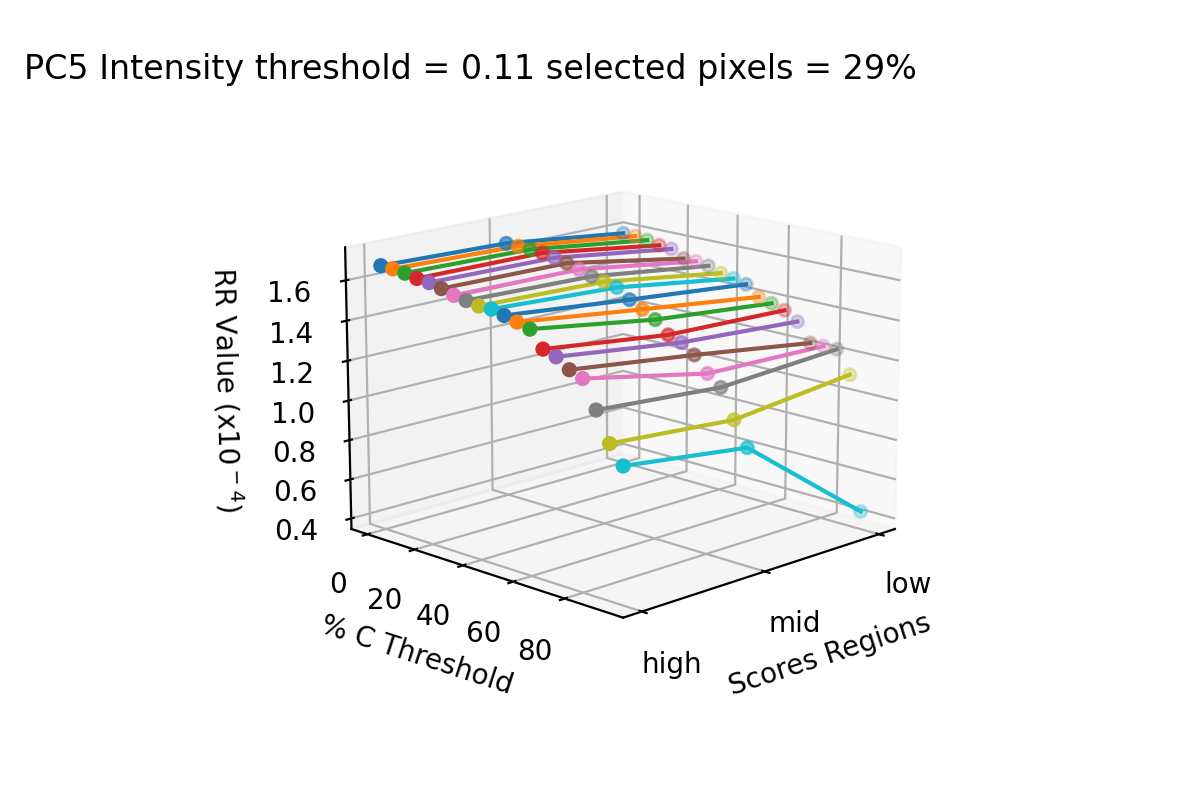 PC5 Intensity threshold = 0.11 selected pixels = 29%
RR Value (x10⁻⁴)
1.6
1.4
1.2
1.0
0.8
0.6
0.4
0
20
40
60
80
% C Threshold
high
mid
low
Scores Regions